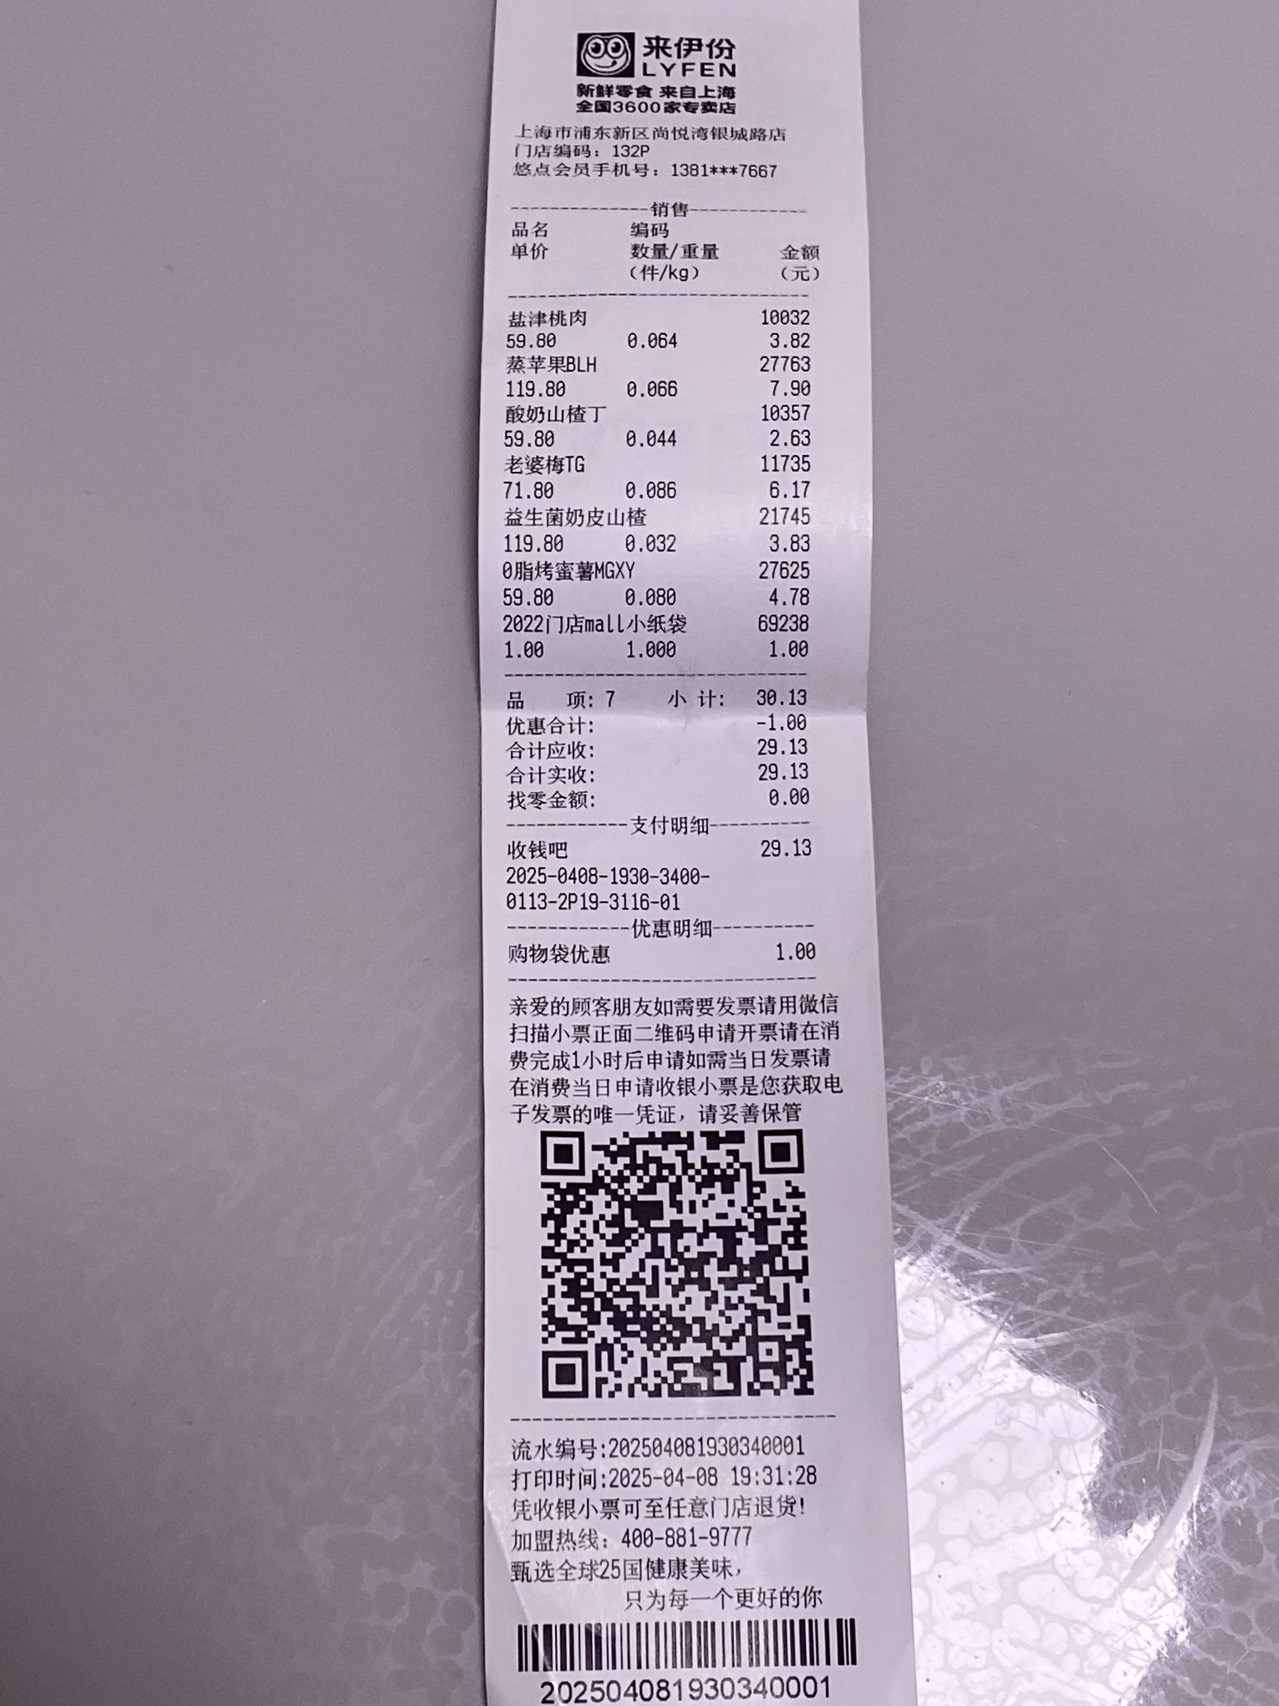 来伊份
LYFEN
新鲜零食 来自上海
全国3600家专卖店
上海市浦东新区尚悦湾银城路店
门店编码：132P
悠点会员手机号：1381***7667
--------------销售------------
品名 编码
单价 数量/重量 金额
（件/kg） （元）
------------------------------
盐津桃肉 10032
59.80 0.064 3.82
蒸苹果BLH 27763
119.80 0.066 7.90
酸奶山楂丁 10357
59.80 0.044 2.63
老婆梅TG 11735
71.80 0.086 6.17
益生菌奶皮山楂 21745
119.80 0.032 3.83
0脂烤蜜薯MGXY 27625
59.80 0.080 4.78
2022门店mall小纸袋 69238
1.00 1.000 1.00
------------------------------
品 项: 7 小 计: 30.13
优惠合计: -1.00
合计应收: 29.13
合计实收: 29.13
找零金额: 0.00
------------支付明细----------
收钱吧 29.13
2025-0408-1930-3400-
0113-2P19-3116-01
------------优惠明细----------
购物袋优惠 1.00
------------------------------
亲爱的顾客朋友如需要发票请用微信
扫描小票正面二维码申请开票请在消
费完成1小时后申请如需当日发票请
在消费当日申请收银小票是您获取电
子发票的唯一凭证，请妥善保管
--------------------------------
流水编号:202504081930340001
打印时间:2025-04-08 19:31:28
凭收银小票可至任意门店退货!
加盟热线：400-881-9777
甄选全球25国健康美味，
只为每一个更好的你
202504081930340001